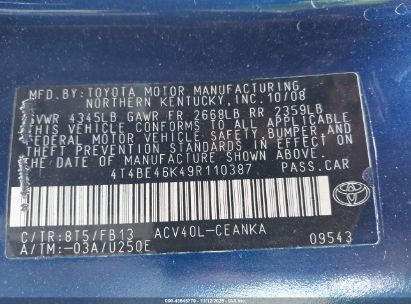 MFD. BY: TOYOTA MOTOR MANUFACTURING,
NORTHERN KENTUCKY, INC. 10/08
GVWR 4345LB GAWR FR 2668LB RR 2359LB
THIS VEHICLE CONFORMS TO ALL APPLICABLE
FEDERAL MOTOR VEHICLE SAFETY, BUMPER, AND
THEFT PREVENTION STANDARDS IN EFFECT ON
THE DATE OF MANUFACTURE SHOWN ABOVE.
4T4BE46K49R110387 PASS.CAR
C/TR:8T5/FB13 ACV40L-CEANKA
A/TM:-03A/U250E 09543
TOYOTA